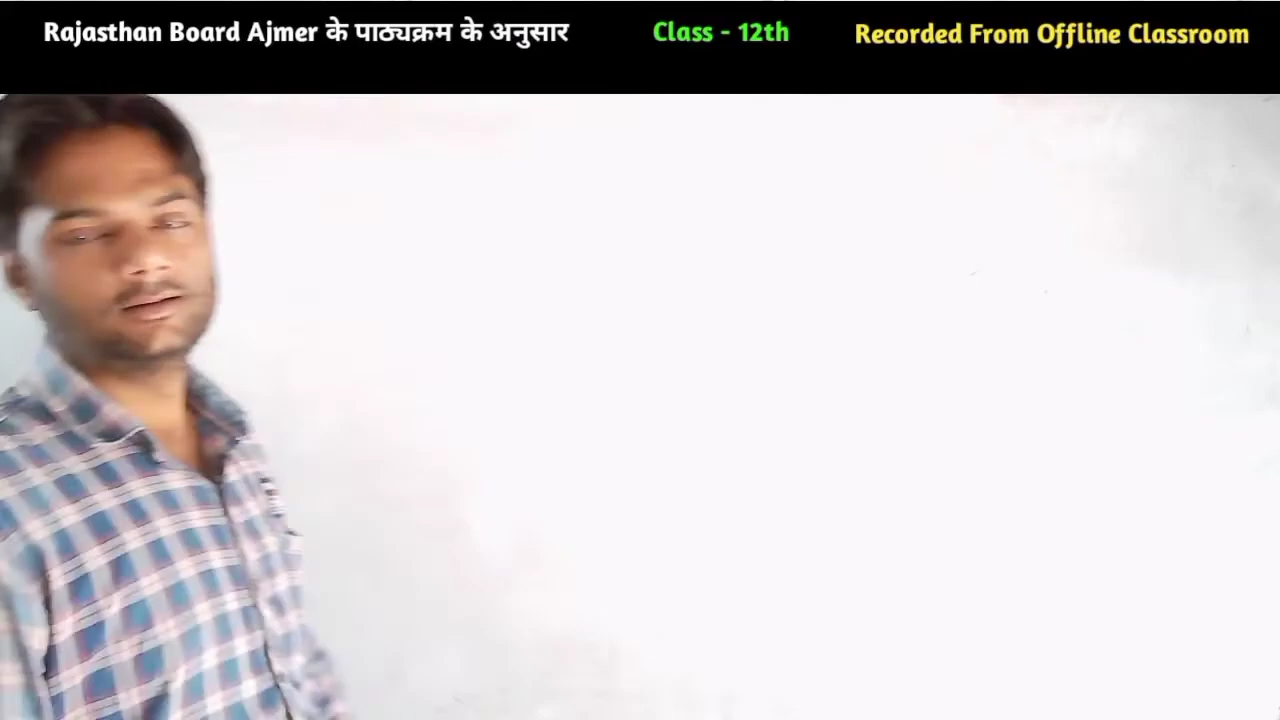 Rajasthan Board Ajmer के पाठ्यक्रम के अनुसार Class - 12th Recorded From Offline Classroom